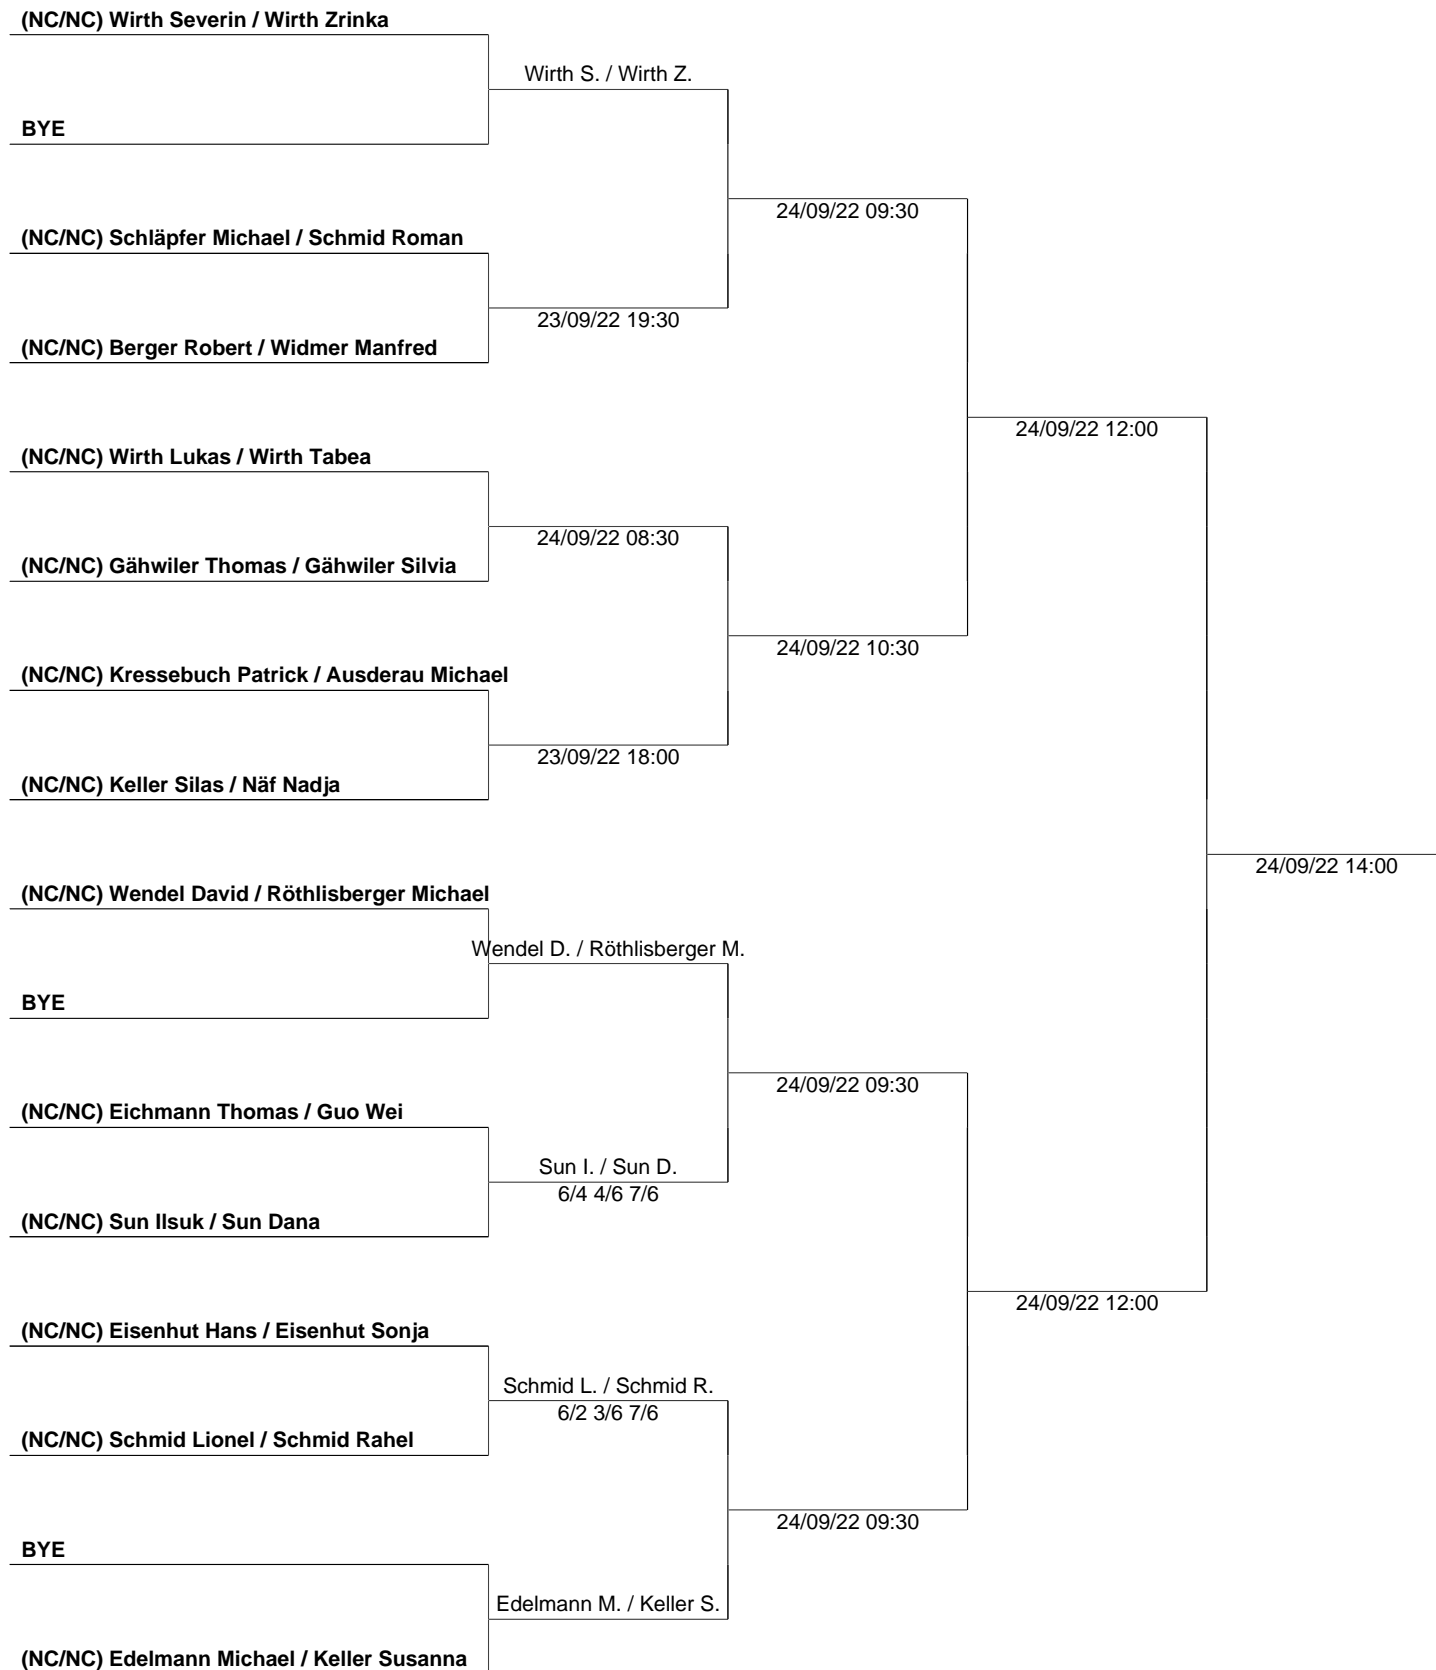 (NC/NC) Wirth Severin / Wirth Zrinka
Wirth S. / Wirth Z.
BYE
24/09/22 09:30
(NC/NC) Schläpfer Michael / Schmid Roman
23/09/22 19:30
(NC/NC) Berger Robert / Widmer Manfred
24/09/22 12:00
(NC/NC) Wirth Lukas / Wirth Tabea
24/09/22 08:30
(NC/NC) Gähwiler Thomas / Gähwiler Silvia
24/09/22 10:30
(NC/NC) Kressebuch Patrick / Ausderau Michael
23/09/22 18:00
(NC/NC) Keller Silas / Näf Nadja
24/09/22 14:00
(NC/NC) Wendel David / Röthlisberger Michael
Wendel D. / Röthlisberger M.
BYE
24/09/22 09:30
(NC/NC) Eichmann Thomas / Guo Wei
Sun I. / Sun D.
6/4 4/6 7/6
(NC/NC) Sun Ilsuk / Sun Dana
24/09/22 12:00
(NC/NC) Eisenhut Hans / Eisenhut Sonja
Schmid L. / Schmid R.
6/2 3/6 7/6
(NC/NC) Schmid Lionel / Schmid Rahel
24/09/22 09:30
BYE
Edelmann M. / Keller S.
(NC/NC) Edelmann Michael / Keller Susanna